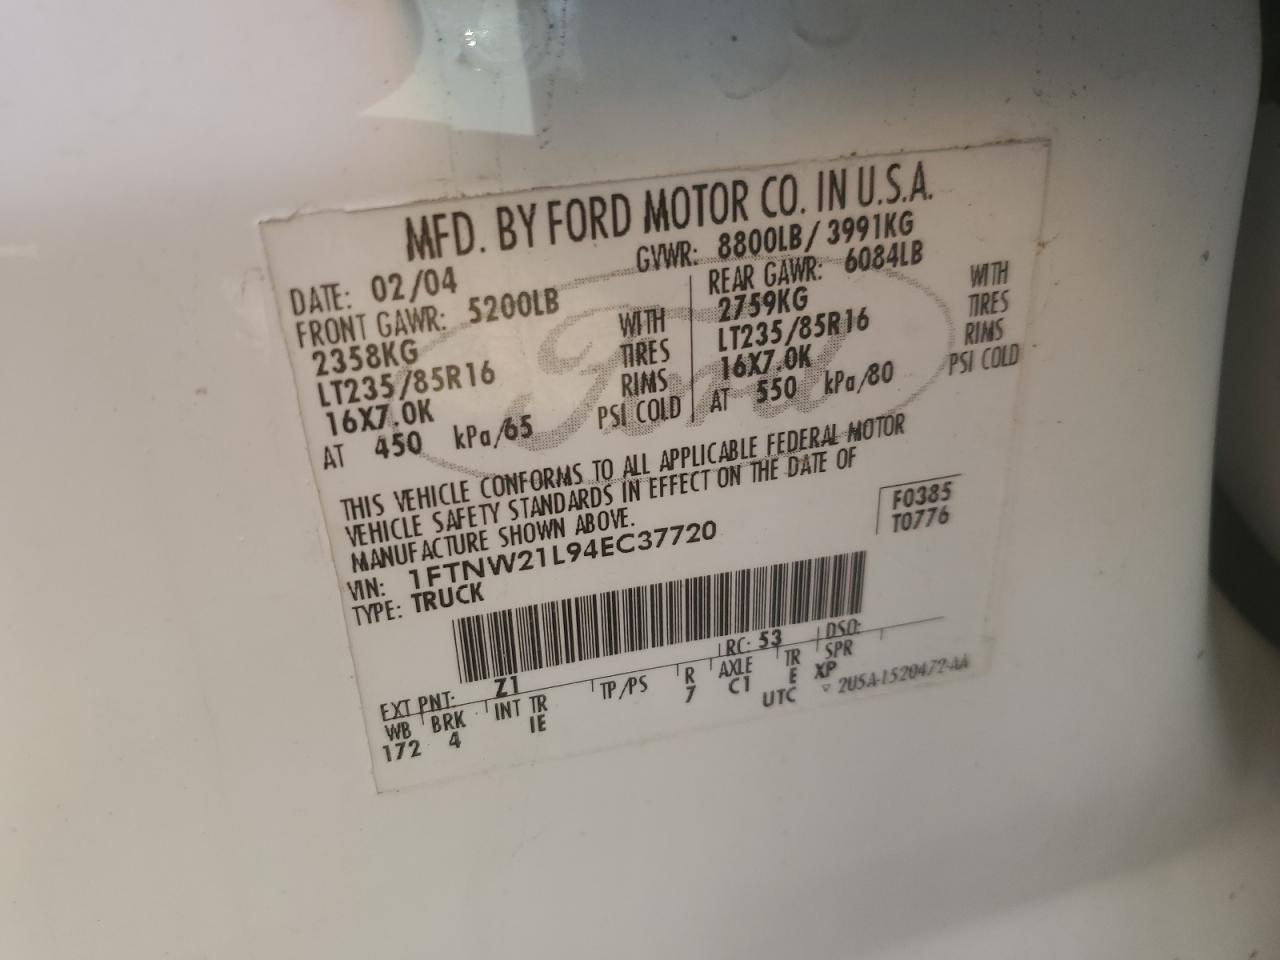 MFD. BY FORD MOTOR CO. IN U.S.A.
DATE: 02/04 GVWR: 8800LB/ 3991KG
FRONT GAWR: 5200LB
2358KG WITH
LT235/85R16 TIRES
16X7.0K RIMS
AT 450 kPa/65 PSI COLD
REAR GAWR: 6084LB
2759KG WITH
LT235/85R16 TIRES
16X7.0K RIMS
AT 550 kPa/80 PSI COLD
Ford
THIS VEHICLE CONFORMS TO ALL APPLICABLE FEDERAL MOTOR
VEHICLE SAFETY STANDARDS IN EFFECT ON THE DATE OF
MANUFACTURE SHOWN ABOVE.
VIN: 1FTNW21L94EC37720
TYPE: TRUCK
F0385
T0776
EXT PNT: Z1 RC: 53 DSO:
WB BRK INT TR TP/PS R AXLE TR SPR
172 4 IE 7 C1 E XP
UTC ▽ 2U5A-1520472-AA